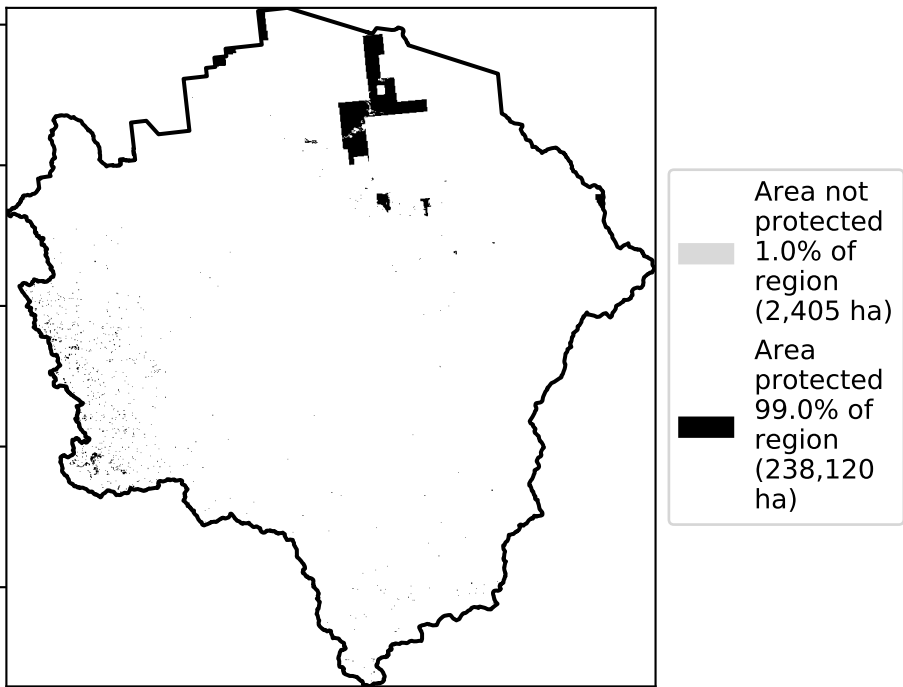 Area not
protected
1.0% of
region
(2,405 ha)
Area
protected
99.0% of
region
(238,120
ha)